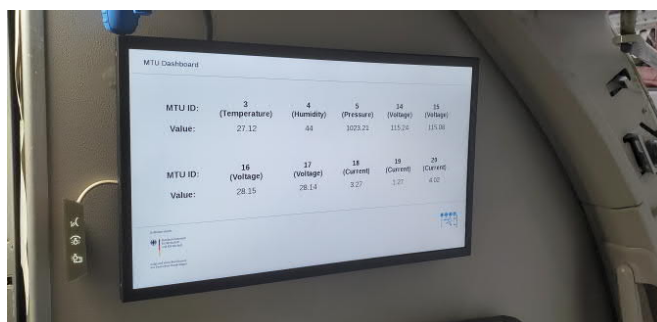 MTU Dashboard
MTU ID: 3 4 5 14 15
(Temperature) (Humidity) (Pressure) (Voltage) (Voltage)
Value: 27.12 44 1023.21 115.24
16 17 18 19 20
MTU ID: (Voltage) (Voltage) (Current) (Current) (Current)
Value: 28.15 28.14 3.27 4.02